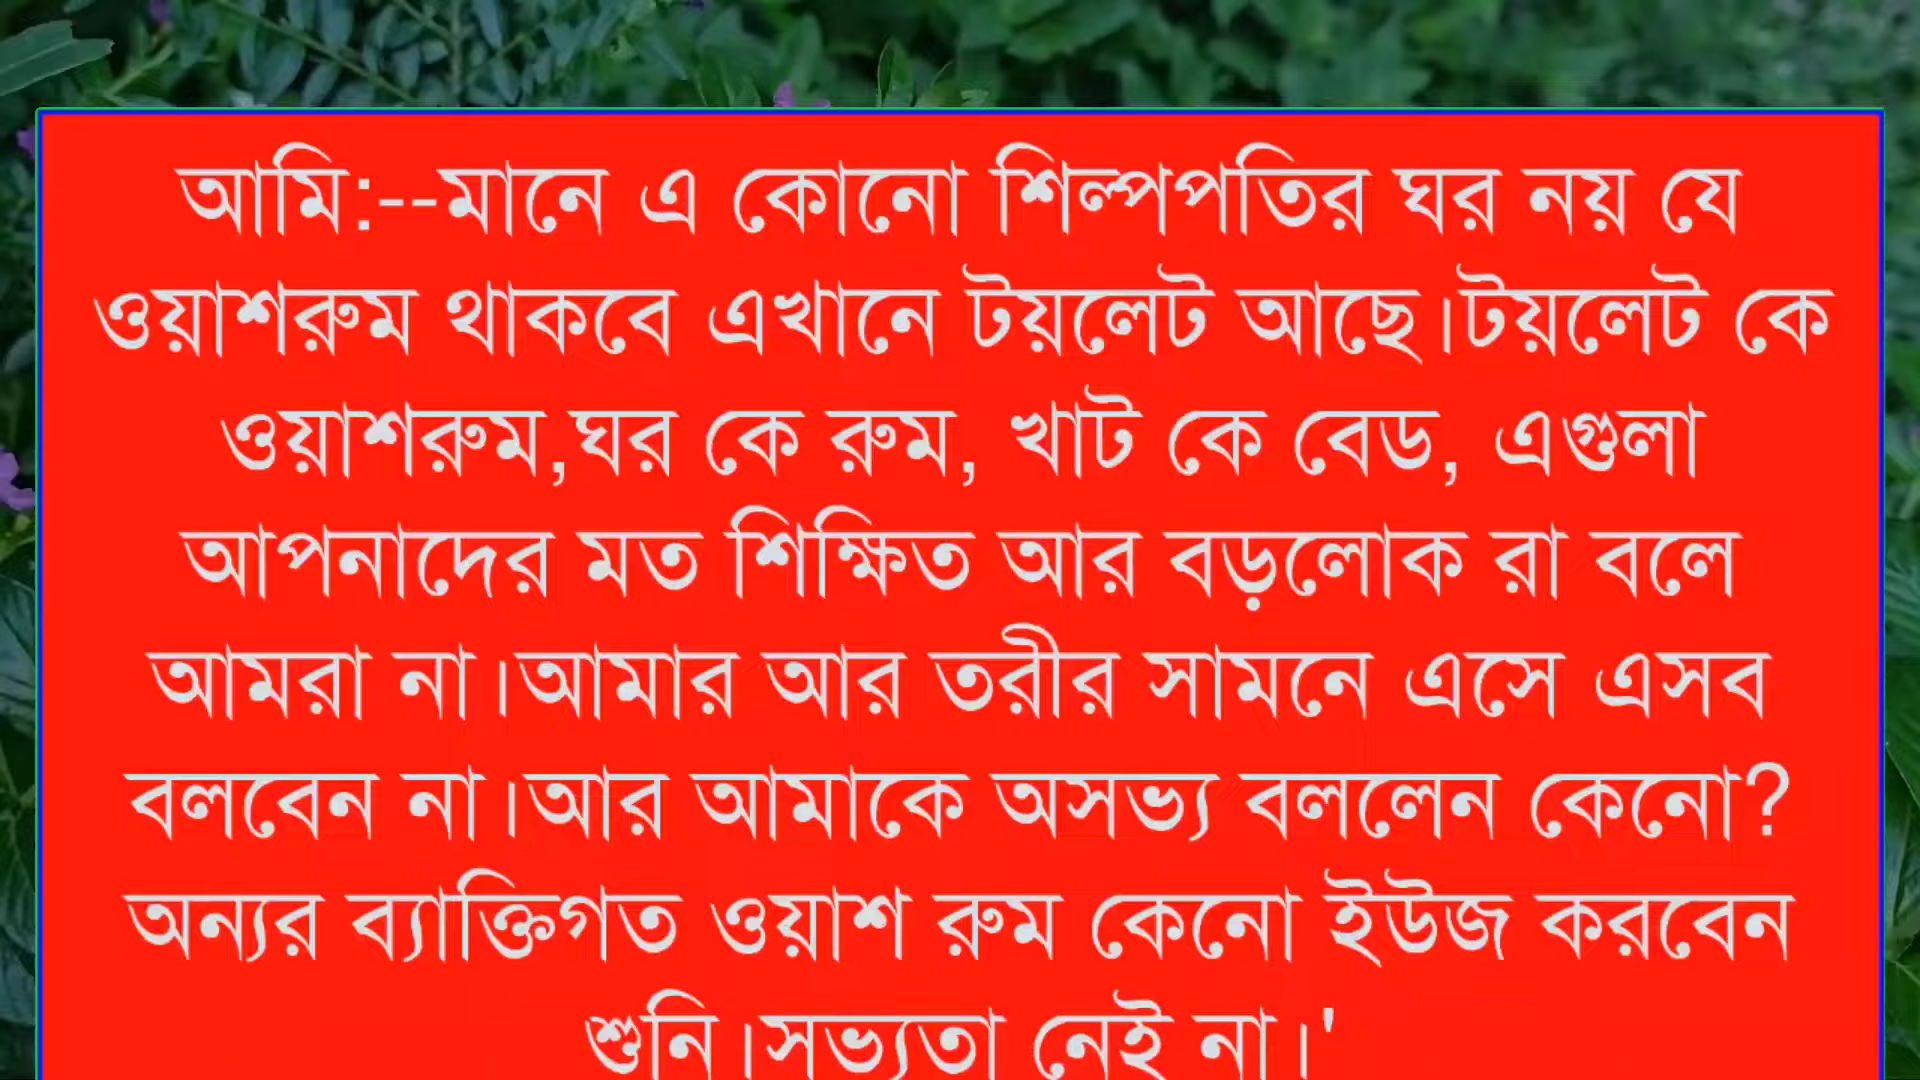 আমি:--মানে এ কোনো শিল্পপতির ঘর নয় যে
ওয়াশরুম থাকবে এখানে টয়লেট আছে।টয়লেট কে
ওয়াশরুম,ঘর কে রুম, খাট কে বেড, এগুলা
আপনাদের মত শিক্ষিত আর বড়লোক রা বলে
আমরা না।আমার আর তরীর সামনে এসে এসব
বলবেন না।আর আমাকে অসভ্য বললেন কেনো?
অন্যর ব্যাক্তিগত ওয়াশ রুম কেনো ইউজ করবেন
শুনি।সভ্যতা নেই না।'